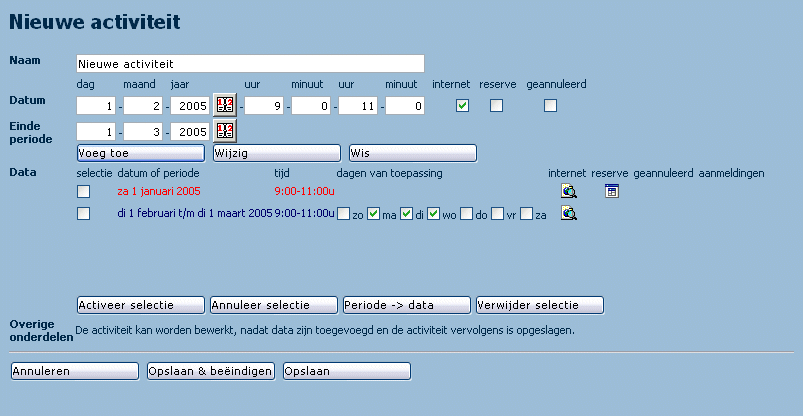 Nieuwe activiteit
Naam Nieuwe activiteit
dag maand jaar uur minuut uur minuut internet reserve geannuleerd
Datum 1 - 2 - 2005 - 9 - 0 - 11 - 0
Einde periode 1 - 3 - 2005
Voeg toe Wijzig Wis
Data selectie datum of periode tijd dagen van toepassing internet reserve geannuleerd aanmeldingen
za 1 januari 2005 9:00-11:00u
di 1 februari t/m di 1 maart 2005 9:00-11:00u zo ma di wo do vr za
Activeer selectie Annuleer selectie Periode -> data Verwijder selectie
Overige onderdelen De activiteit kan worden bewerkt, nadat data zijn toegevoegd en de activiteit vervolgens is opgeslagen.
Annuleren Opslaan & beëindigen Opslaan